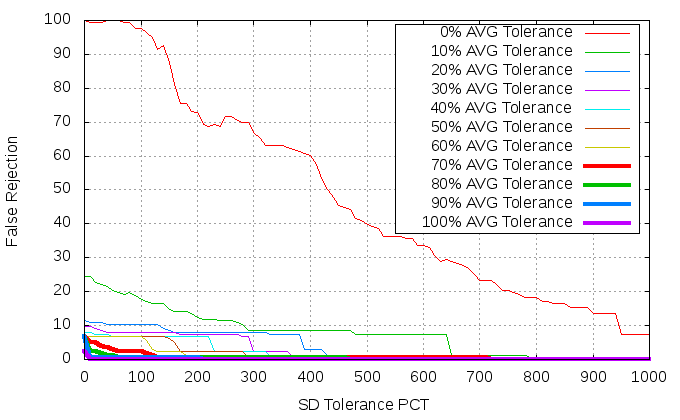 100
90
80
70
60
50
40
30
20
10
0
False Rejection
0% AVG Tolerance
10% AVG Tolerance
20% AVG Tolerance
30% AVG Tolerance
40% AVG Tolerance
50% AVG Tolerance
60% AVG Tolerance
70% AVG Tolerance
80% AVG Tolerance
90% AVG Tolerance
100% AVG Tolerance
0 100 200 300 400 500 600 700 800 900 1000
SD Tolerance PCT